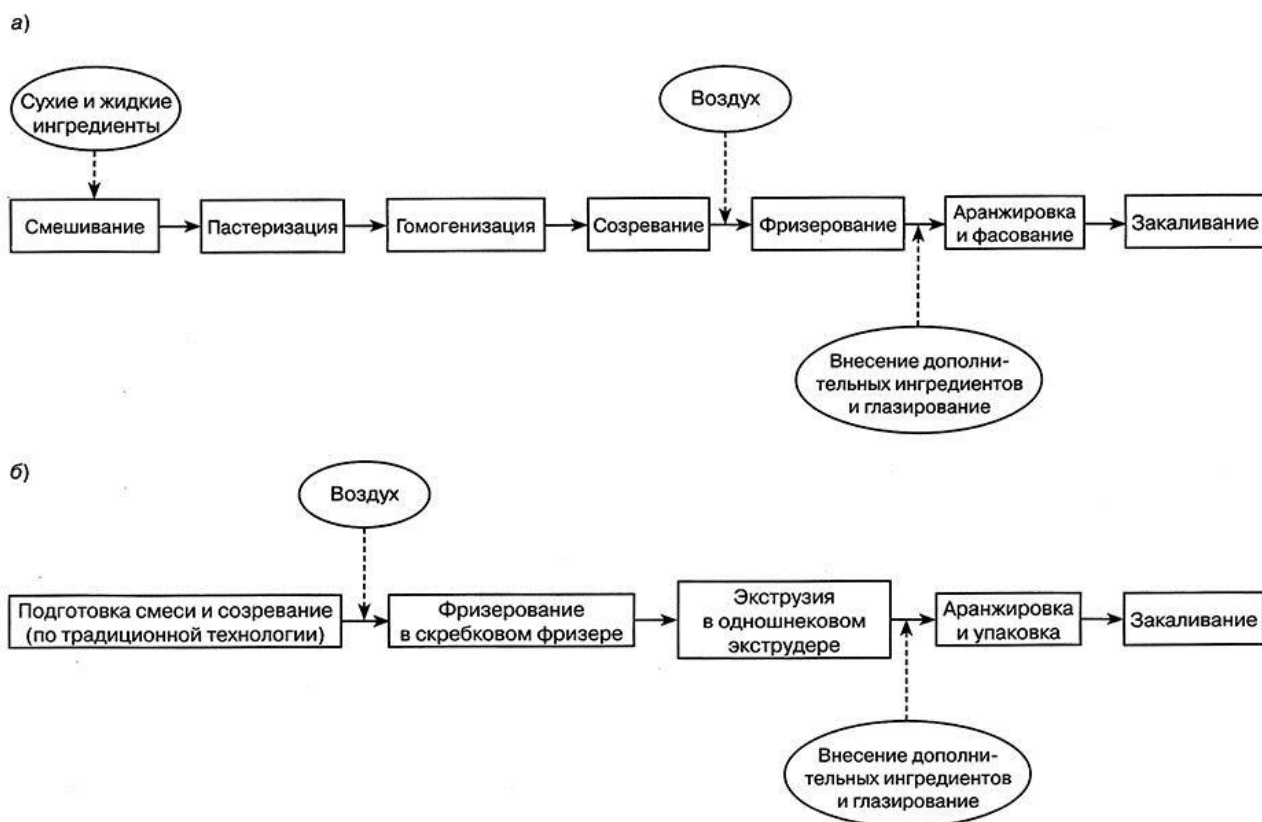 а)
Сухие и жидкие
ингредиенты
Воздух
Смешивание
Пастеризация
Гомогенизация
Созревание
Фризерование
Аранжировка
и фасование
Закаливание
Внесение дополни-
тельных ингредиентов
и глазирование
б)
Воздух
Подготовка смеси и созревание
(по традиционной технологии)
Фризерование
в скребковом фризере
Экструзия
в одношнековом
экструдере
Аранжировка
и упаковка
Закаливание
Внесение дополни-
тельных ингредиентов
и глазирование